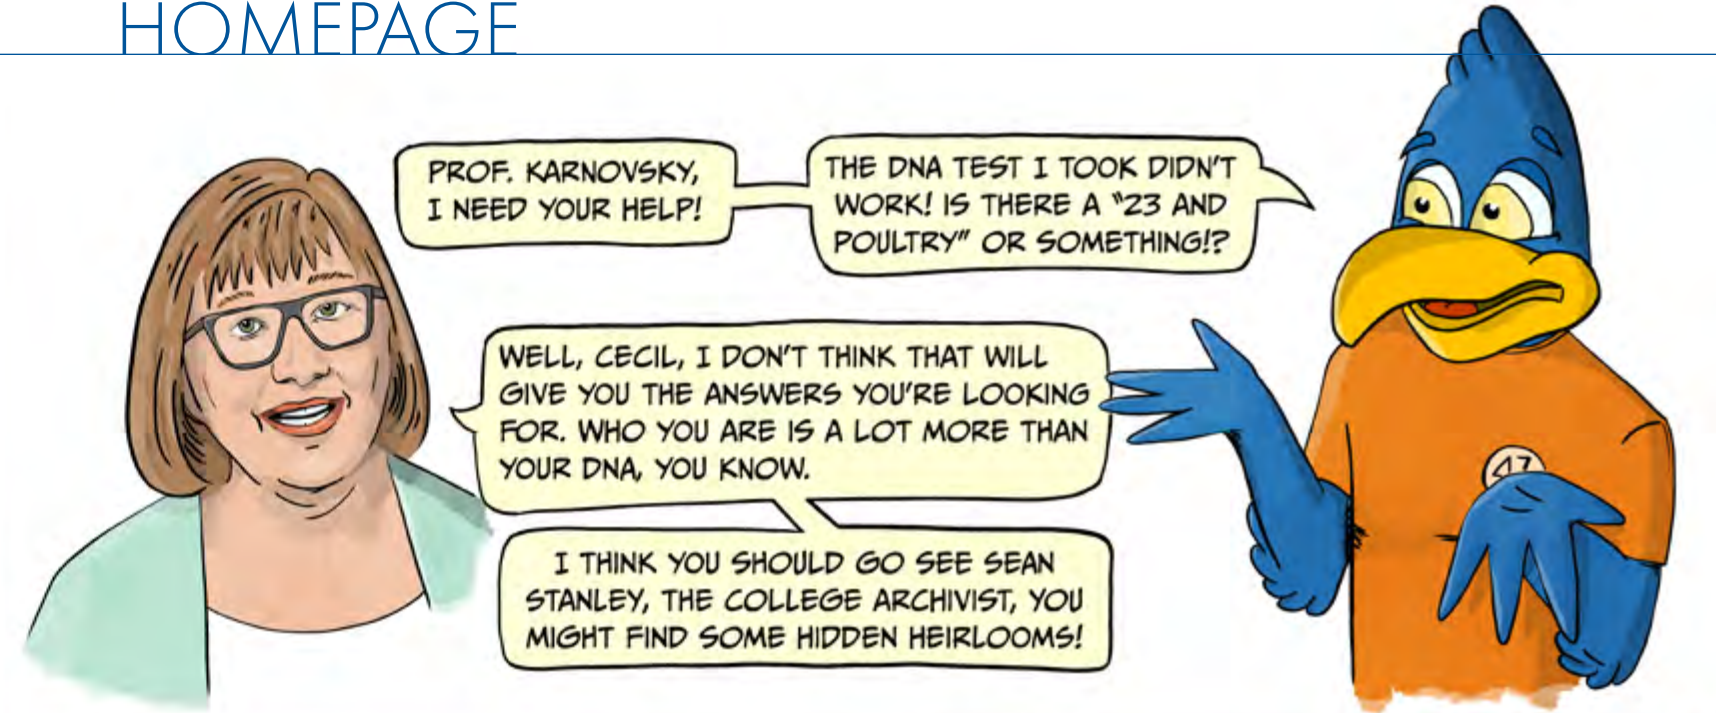 HOMEPAGE
PROF. KARNOVSKY,
I NEED YOUR HELP!
THE DNA TEST I TOOK DIDN'T
WORK! IS THERE A "23 AND
POULTRY" OR SOMETHING!?
WELL, CECIL, I DON'T THINK THAT WILL
GIVE YOU THE ANSWERS YOU'RE LOOKING
FOR. WHO YOU ARE IS A LOT MORE THAN
YOUR DNA, YOU KNOW.
I THINK YOU SHOULD GO SEE SEAN
STANLEY, THE COLLEGE ARCHIVIST, YOU
MIGHT FIND SOME HIDDEN HEIRLOOMS!
47